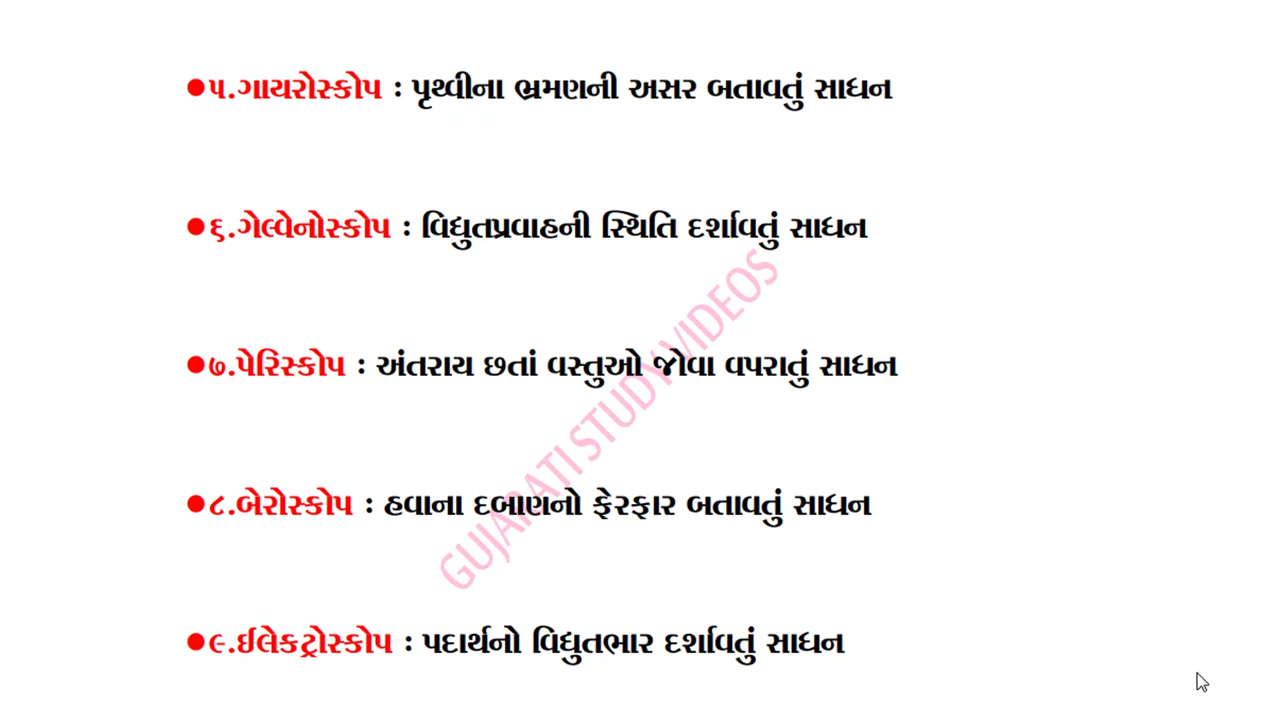 ●૫.ગાયરોસ્કોપ : પૃથ્વીના ભ્રમણની અસર બતાવતું સાધન
●૬.ગેલ્વેનોસ્કોપ : વિદ્યુતપ્રવાહની સ્થિતિ દર્શાવતું સાધન
●૭.પેરિસ્કોપ : અંતરાય છતાં વસ્તુઓ જોવા વપરાતું સાધન
●૮.બેરોસ્કોપ : હવાના દબાણનો ફેરફાર બતાવતું સાધન
●૯.ઈલેક્ટ્રોસ્કોપ : પદાર્થનો વિદ્યુતભાર દર્શાવતું સાધન
GUJARATI STUDY VIDEOS